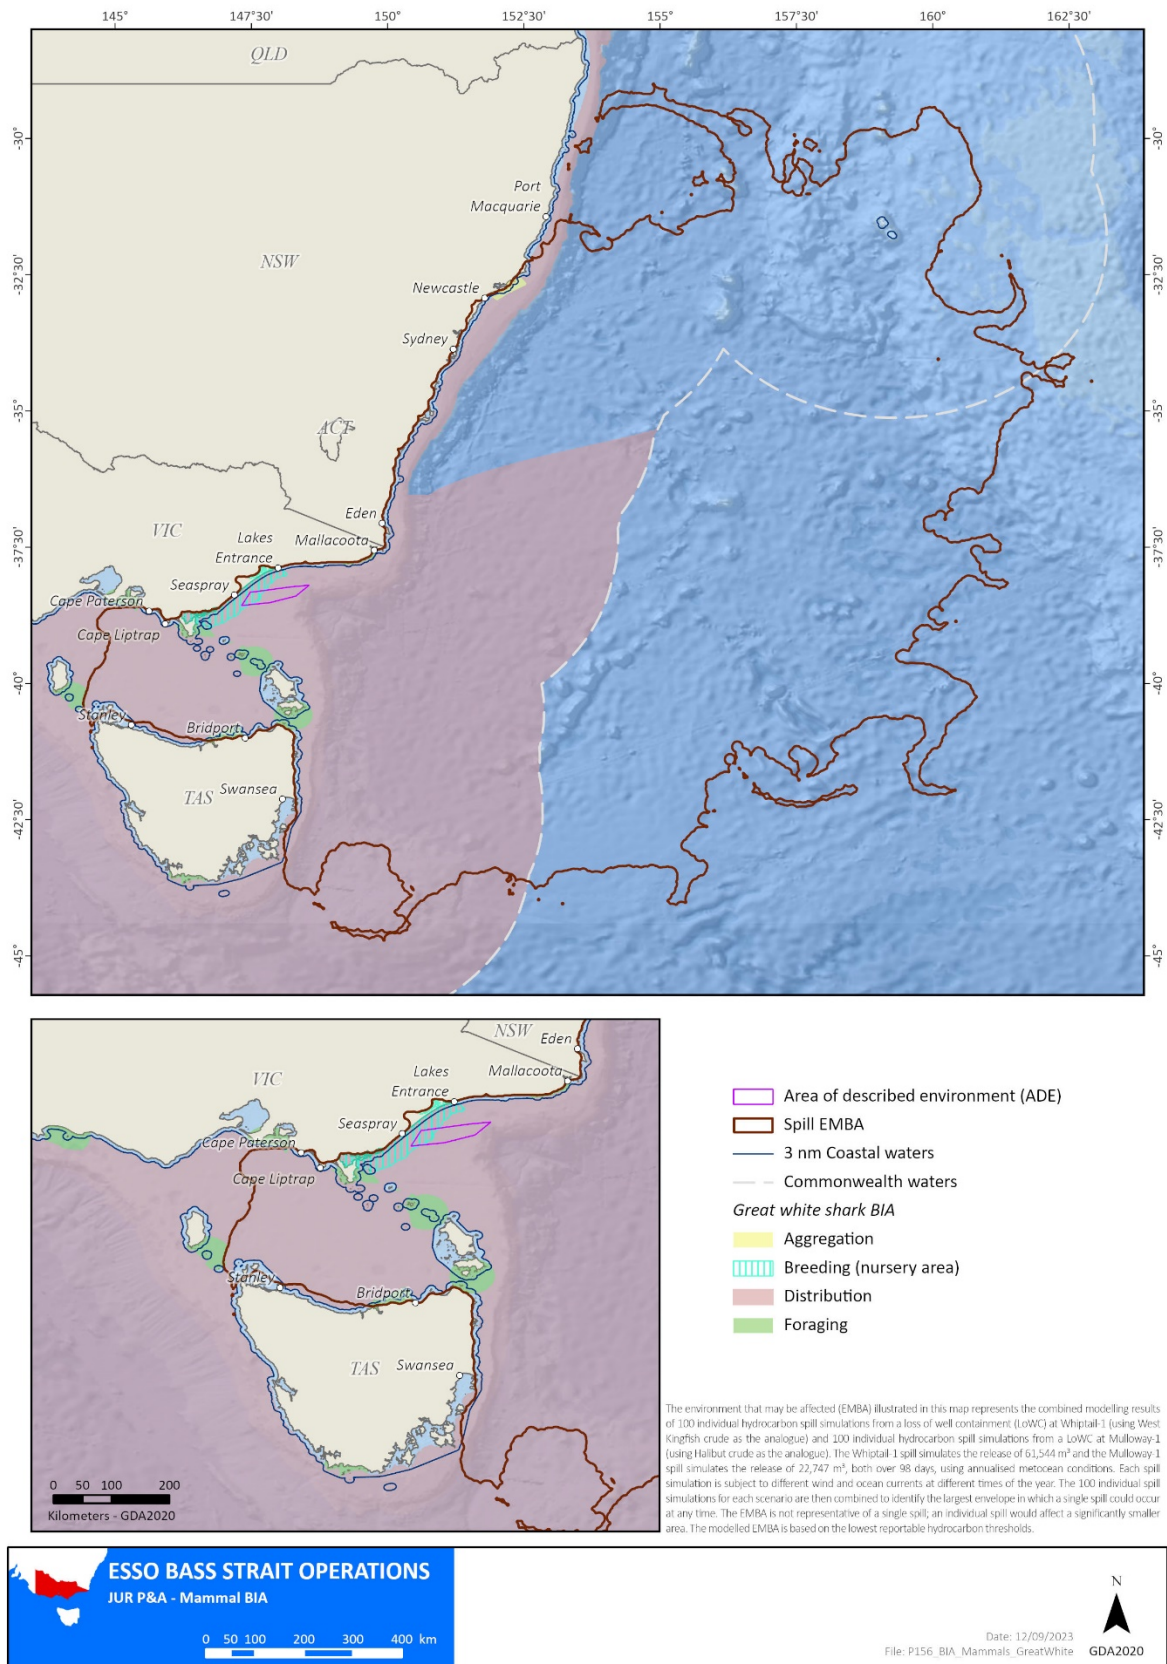 145° 147°30' 150° 152°30' 155° 157°30' 160° 162°30'
QLD
-30° -30°
Port
Macquarie
NSW
-32°30' -32°30'
Newcastle
Sydney
-35° -35°
ACT
Eden
VIC
Lakes
Entrance
Mallacoota
-37°30' -37°30'
Seaspray
Cape Paterson
Cape Liptrap
-40° -40°
Stanley
Bridport
TAS
Swansea
-42°30' -42°30'
-45° -45°
NSW
Eden
Mallacoota
VIC
Lakes
Entrance
Seaspray
Cape Paterson
Cape Liptrap
Stanley
Bridport
TAS
Swansea
0 50 100 200
Kilometers - GDA2020
Area of described environment (ADE)
Spill EMBA
3 nm Coastal waters
Commonwealth waters
Great white shark BIA
Aggregation
Breeding (nursery area)
Distribution
Foraging
The environment that may be affected (EMBA) illustrated in this map represents the combined modelling results
of 100 individual hydrocarbon spill simulations from a loss of well containment (LoWC) at Whiptail-1 (using West
Kingfish crude as the analogue) and 100 individual hydrocarbon spill simulations from a LoWC at Mulloway-1
(using Halibut crude as the analogue). The Whiptail-1 spill simulates the release of 61,544 m³ and the Mulloway-1
spill simulates the release of 22,747 m³, both over 98 days, using annualised metocean conditions. Each spill
simulation is subject to different wind and ocean currents at different times of the year. The 100 individual spill
simulations for each scenario are then combined to identify the largest envelope in which a single spill could occur
at any time. The EMBA is not representative of a single spill; an individual spill would affect a significantly smaller
area. The modelled EMBA is based on the lowest reportable hydrocarbon thresholds.
ESSO BASS STRAIT OPERATIONS
JUR P&A - Mammal BIA
0 50 100 200 300 400 km
N
Date: 12/09/2023
File: P156_BIA_Mammals_GreatWhite
GDA2020